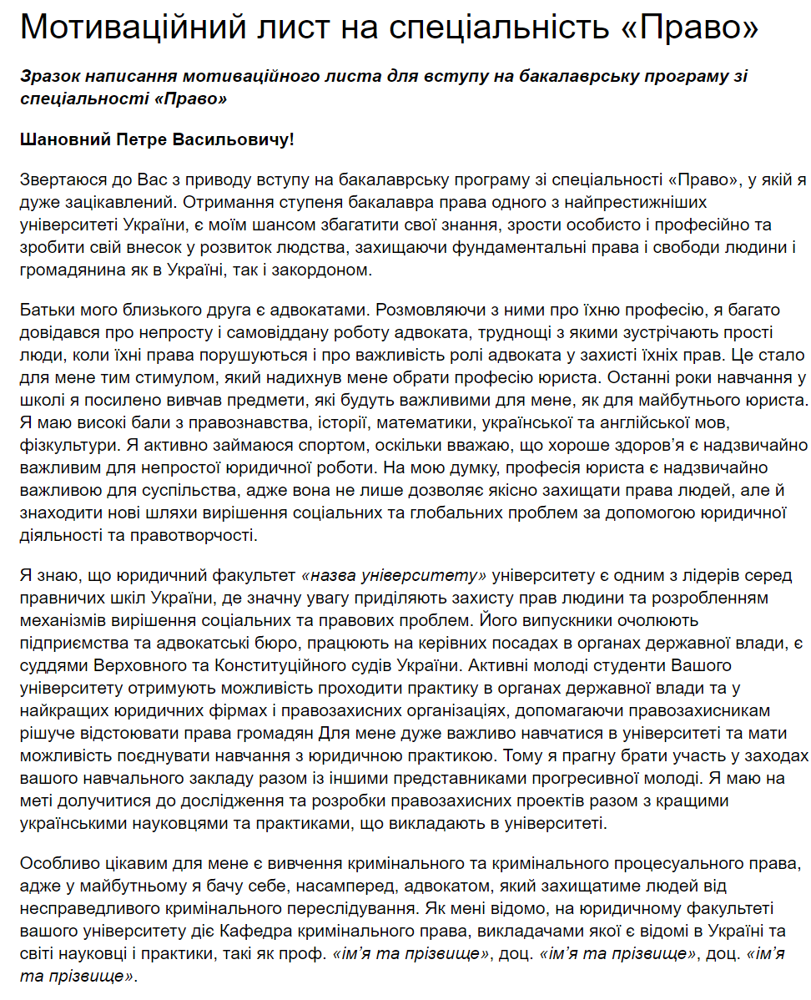 Мотиваційний лист на спеціальність «Право»
Зразок написання мотиваційного листа для вступу на бакалаврську програму зі
спеціальності «Право»
Шановний Петре Васильовичу!
Звертаюся до Вас з приводу вступу на бакалаврську програму зі спеціальності «Право», у якій я
дуже зацікавлений. Отримання ступеня бакалавра права одного з найпрестижніших
університеті України, є моїм шансом збагатити свої знання, зрости особисто і професійно та
зробити свій внесок у розвиток людства, захищаючи фундаментальні права і свободи людини і
громадянина як в Україні, так і закордоном.
Батьки мого близького друга є адвокатами. Розмовляючи з ними про їхню професію, я багато
довідався про непросту і самовіддану роботу адвоката, труднощі з якими зустрічають прості
люди, коли їхні права порушуються і про важливість ролі адвоката у захисті їхніх прав. Це стало
для мене тим стимулом, який надихнув мене обрати професію юриста. Останні роки навчання у
школі я посилено вивчав предмети, які будуть важливими для мене, як для майбутнього юриста.
Я маю високі бали з правознавства, історії, математики, української та англійської мов,
фізкультури. Я активно займаюся спортом, оскільки вважаю, що хороше здоров’я є надзвичайно
важливим для непростої юридичної роботи. На мою думку, професія юриста є надзвичайно
важливою для суспільства, адже вона не лише дозволяє якісно захищати права людей, але й
знаходити нові шляхи вирішення соціальних та глобальних проблем за допомогою юридичної
діяльності та правотворчості.
Я знаю, що юридичний факультет «назва університету» університету є одним з лідерів серед
правничих шкіл України, де значну увагу приділяють захисту прав людини та розробленням
механізмів вирішення соціальних та правових проблем. Його випускники очолюють
підприємства та адвокатські бюро, працюють на керівних посадах в органах державної влади, є
суддями Верховного та Конституційного судів України. Активні молоді студенти Вашого
університету отримують можливість проходити практику в органах державної влади та у
найкращих юридичних фірмах і правозахисних організаціях, допомагаючи правозахисникам
рішуче відстоювати права громадян Для мене дуже важливо навчатися в університеті та мати
можливість поєднувати навчання з юридичною практикою. Тому я прагну брати участь у заходах
вашого навчального закладу разом із іншими представниками прогресивної молоді. Я маю на
меті долучитися до дослідження та розробки правозахисних проектів разом з кращими
українськими науковцями та практиками, що викладають в університеті.
Особливо цікавим для мене є вивчення кримінального та кримінального процесуального права,
адже у майбутньому я бачу себе, насамперед, адвокатом, який захищатиме людей від
несправедливого кримінального переслідування. Як мені відомо, на юридичному факультеті
вашого університету діє Кафедра кримінального права, викладачами якої є відомі в Україні та
світі науковці і практики, такі як проф. «ім’я та прізвище», доц. «ім’я та прізвище», доц. «ім’я
та прізвище».